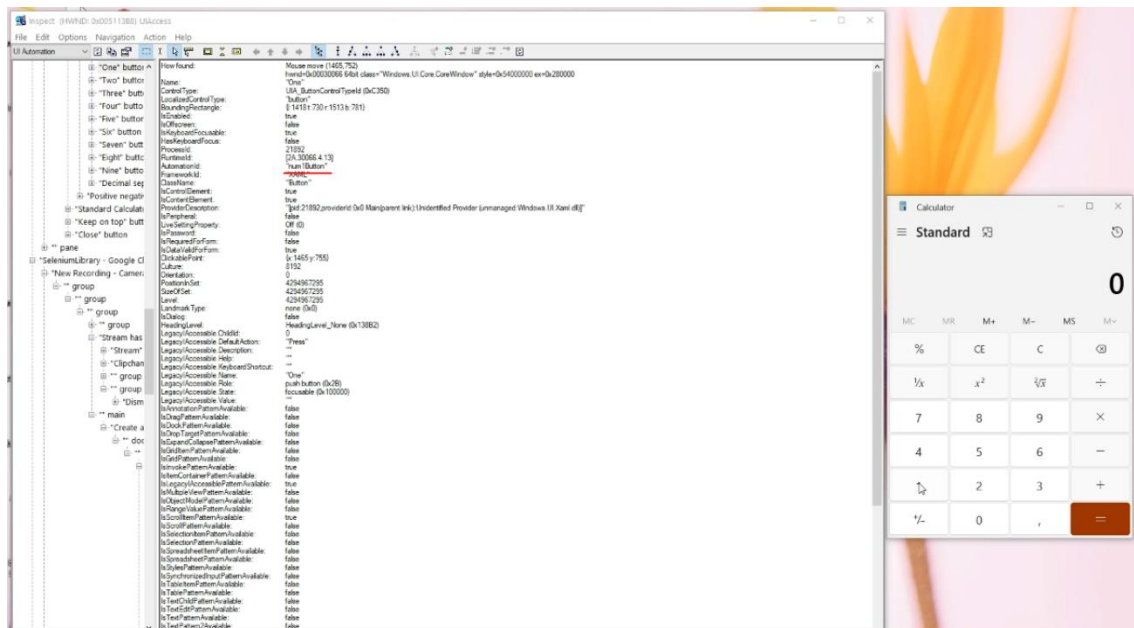 Inspect (HWND: 0x00511388) UIAccess
File Edit Options Navigation Action Help
UI Automation
"One" button
"Two" button
"Three" butt
"Four" butto
"Five" button
"Six" button
"Seven" butt
"Eight" butto
"Nine" butto
"Decimal sep
"Positive negativ
"Standard Calculato
"Keep on top" butt
"Close" button
"" pane
"SeleniumLibrary - Google Cl
"New Recording - Camera
"" group
"" group
"" group
"" group
"Stream has
"Stream"
"Clipchan
"" group
"" group
"Dism
"" main
"Create a
"" doc
""
How found: Mouse move (1465,752)
hwnd=0x00030066 64bit class="Windows.UI.Core.CoreWindow" style=0x54000000 ex=0x280000
Name: "One"
ControlType: UIA_ButtonControlTypeId (0xC350)
LocalizedControlType: "button"
BoundingRectangle: {l:1418 t:730 r:1513 b:781}
IsEnabled: true
IsOffscreen: false
IsKeyboardFocusable: true
HasKeyboardFocus: false
ProcessId: 21892
RuntimeId: [2A.30066.4.13]
AutomationId: "num1Button"
FrameworkId: "XAML"
ClassName: "Button"
IsControlElement: true
IsContentElement: true
ProviderDescription: "[pid:21892,providerId:0x0 Main(parent link):Unidentified Provider (unmanaged:Windows.UI.Xaml.dll)]"
IsPeripheral: false
LiveSettingProperty: Off (0)
IsPassword: false
IsRequiredForForm: false
IsDataValidForForm: true
ClickablePoint: {x:1465 y:755}
Culture: 8192
Orientation: 0
PositionInSet: 4294967295
SizeOfSet: 4294967295
Level: 4294967295
LandmarkType: none (0x0)
IsDialog: false
HeadingLevel: HeadingLevel_None (0x138B2)
LegacyIAccessible.ChildId: 0
LegacyIAccessible.DefaultAction: "Press"
LegacyIAccessible.Description: ""
LegacyIAccessible.Help: ""
LegacyIAccessible.KeyboardShortcut: ""
LegacyIAccessible.Name: "One"
LegacyIAccessible.Role: push button (0x2B)
LegacyIAccessible.State: focusable (0x100000)
LegacyIAccessible.Value: ""
IsAnnotationPatternAvailable: false
IsDragPatternAvailable: false
IsDockPatternAvailable: false
IsDropTargetPatternAvailable: false
IsExpandCollapsePatternAvailable: false
IsGridItemPatternAvailable: false
IsGridPatternAvailable: false
IsInvokePatternAvailable: true
IsItemContainerPatternAvailable: false
IsLegacyIAccessiblePatternAvailable: true
IsMultipleViewPatternAvailable: false
IsObjectModelPatternAvailable: false
IsRangeValuePatternAvailable: false
IsScrollItemPatternAvailable: true
IsScrollPatternAvailable: false
IsSelectionItemPatternAvailable: false
IsSelectionPatternAvailable: false
IsSpreadsheetItemPatternAvailable: false
IsSpreadsheetPatternAvailable: false
IsStylesPatternAvailable: false
IsSynchronizedInputPatternAvailable: false
IsTableItemPatternAvailable: false
IsTablePatternAvailable: false
IsTextChildPatternAvailable: false
IsTextEditPatternAvailable: false
IsTextPatternAvailable: false
IsTextPattern2Available: false
Calculator
Standard
0
MC MR M+ M− MS M˅
% CE C
¹/x x² ²√x ÷
7 8 9 ×
4 5 6 −
2 3 +
+/− 0 , =